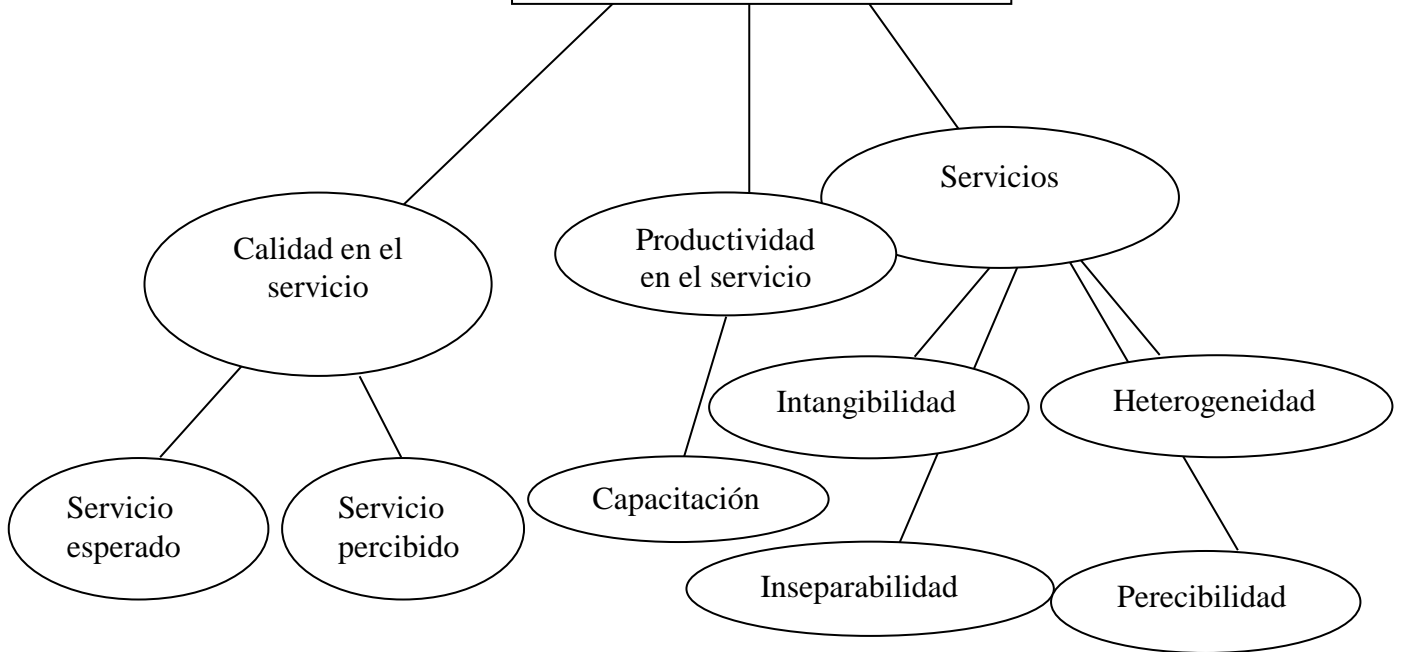 Servicios
Calidad en el
servicio
Productividad
en el servicio
Intangibilidad
Heterogeneidad
Servicio
esperado
Servicio
percibido
Capacitación
Inseparabilidad
Perecibilidad